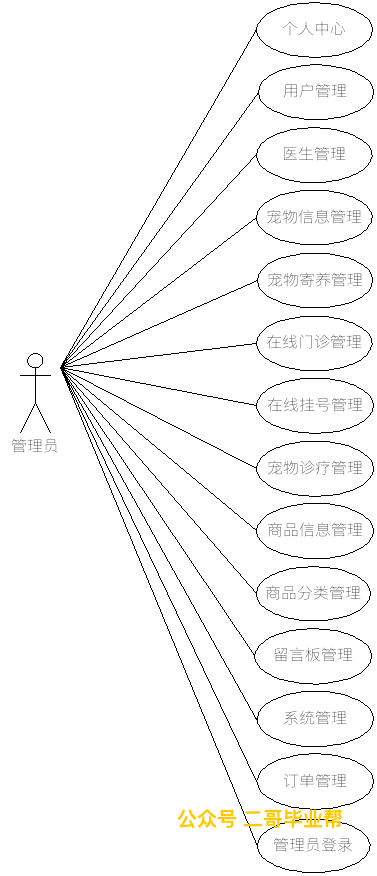 个人中心
用户管理
医生管理
宠物信息管理
宠物寄养管理
在线门诊管理
在线挂号管理
管理员
宠物诊疗管理
商品信息管理
商品分类管理
留言板管理
系统管理
订单管理
公众号 二哥毕业帮
管理员登录